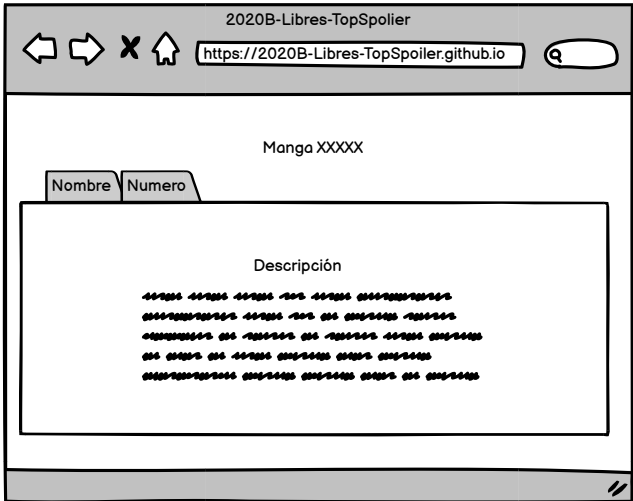 2020B-Libres-TopSpolier
https://2020B-Libres-TopSpoiler.github.io
Manga XXXXX
Nombre Numero
Descripción